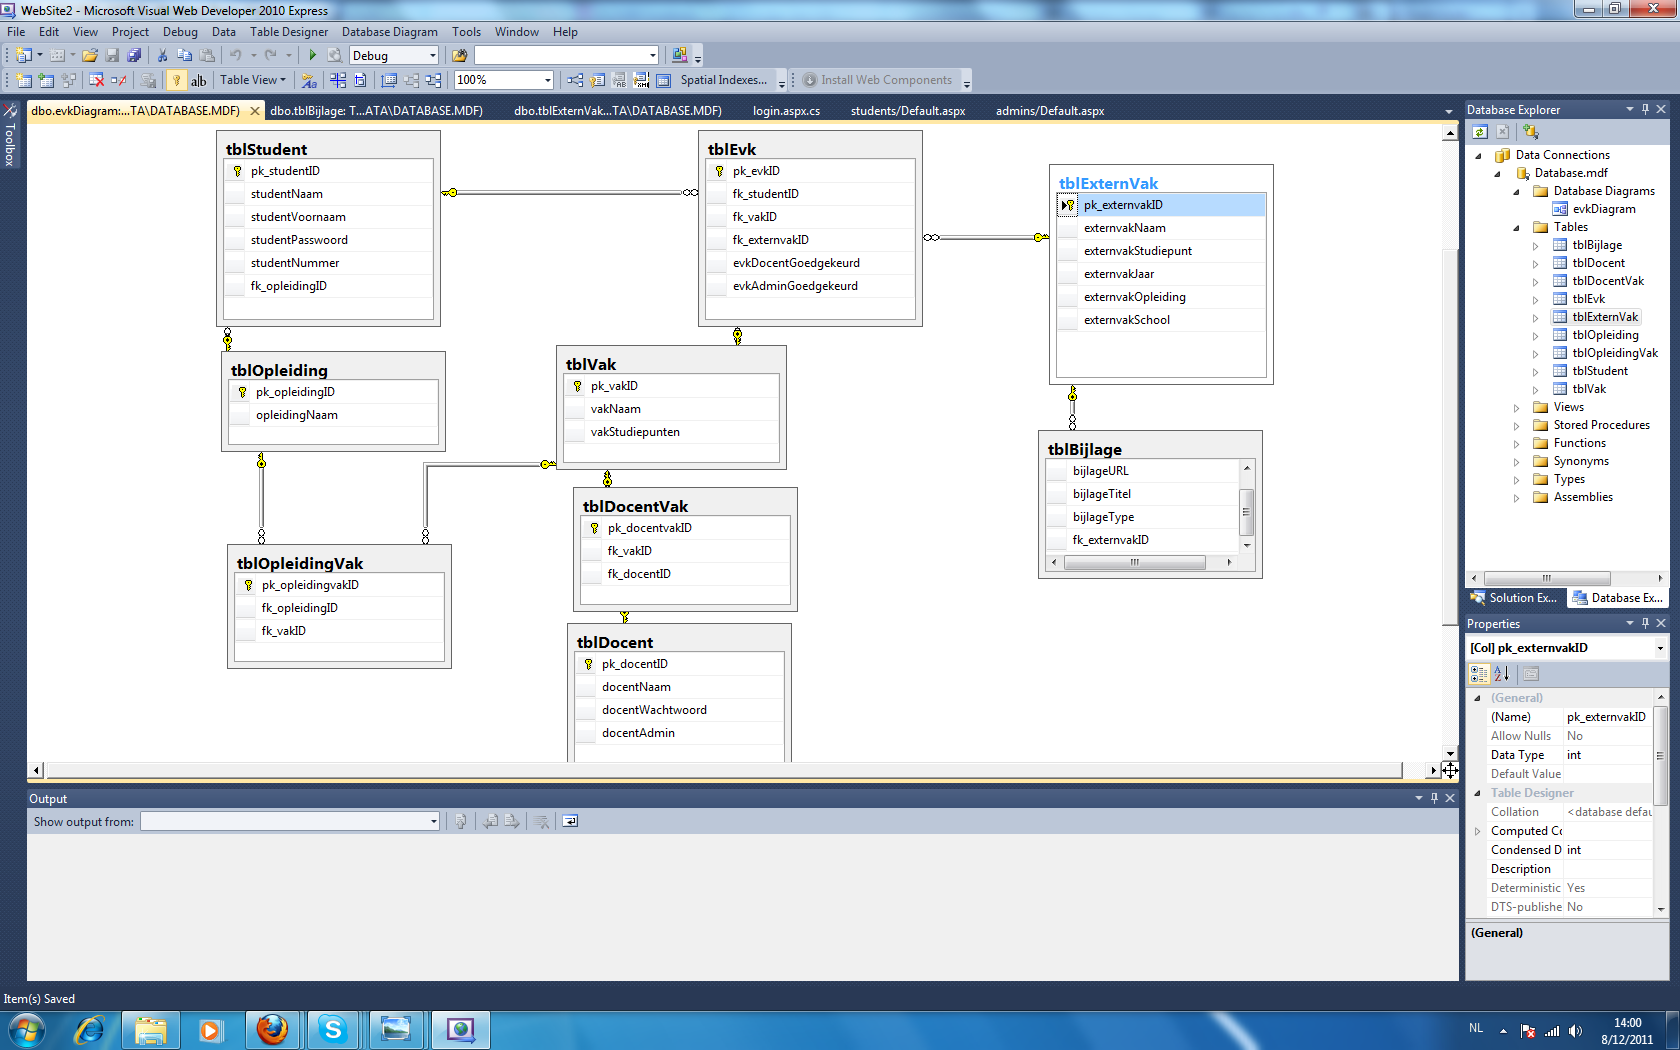 WebSite2 - Microsoft Visual Web Developer 2010 Express
File Edit View Project Debug Data Table Designer Database Diagram Tools Window Help
Debug
Table View 100% Spatial Indexes... Install Web Components
Toolbox
dbo.evkDiagram:...TA\DATABASE.MDF) dbo.tblBijlage: T...ATA\DATABASE.MDF) dbo.tblExternVak...TA\DATABASE.MDF) login.aspx.cs students/Default.aspx admins/Default.aspx
tblStudent
pk_studentID
studentNaam
studentVoornaam
studentPasswoord
studentNummer
fk_opleidingID
tblEvk
pk_evkID
fk_studentID
fk_vakID
fk_externvakID
evkDocentGoedgekeurd
evkAdminGoedgekeurd
tblExternVak
pk_externvakID
externvakNaam
externvakStudiepunt
externvakJaar
externvakOpleiding
externvakSchool
tblOpleiding
pk_opleidingID
opleidingNaam
tblVak
pk_vakID
vakNaam
vakStudiepunten
tblBijlage
bijlageURL
bijlageTitel
bijlageType
fk_externvakID
tblDocentVak
pk_docentvakID
fk_vakID
fk_docentID
tblOpleidingVak
pk_opleidingvakID
fk_opleidingID
fk_vakID
tblDocent
pk_docentID
docentNaam
docentWachtwoord
docentAdmin
Database Explorer
Data Connections
Database.mdf
Database Diagrams
evkDiagram
Tables
tblBijlage
tblDocent
tblDocentVak
tblEvk
tblExternVak
tblOpleiding
tblOpleidingVak
tblStudent
tblVak
Views
Stored Procedures
Functions
Synonyms
Types
Assemblies
Solution Ex... Database Ex...
Properties
[Col] pk_externvakID
(General)
(Name) pk_externvakID
Allow Nulls No
Data Type int
Default Value
Table Designer
Collation <database defau
Computed Co
Condensed D int
Description
Deterministic Yes
DTS-publishe No
(General)
Output
Show output from:
Item(s) Saved
NL
14:00
8/12/2011